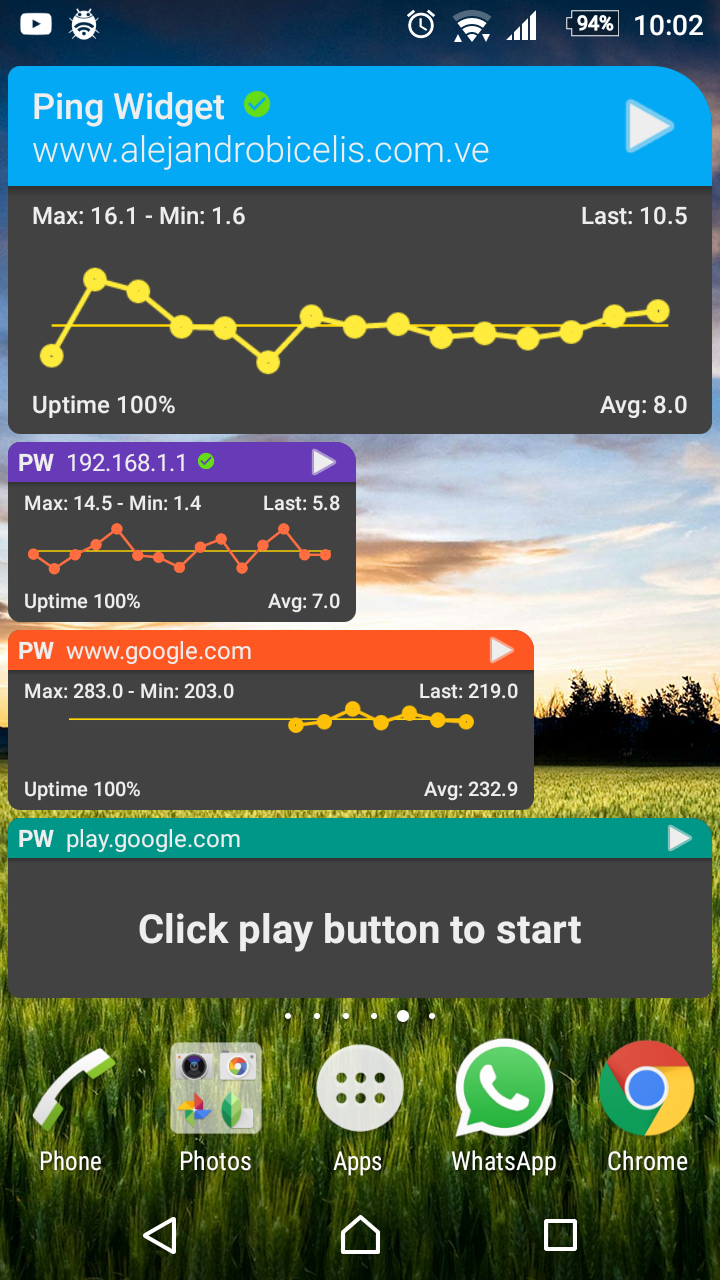 94% 10:02
Ping Widget
www.alejandrobicelis.com.ve
Max: 16.1 - Min: 1.6 Last: 10.5
Uptime 100% Avg: 8.0
PW 192.168.1.1
Max: 14.5 - Min: 1.4 Last: 5.8
Uptime 100% Avg: 7.0
PW www.google.com
Max: 283.0 - Min: 203.0 Last: 219.0
Uptime 100% Avg: 232.9
PW play.google.com
Click play button to start
Phone Photos Apps WhatsApp Chrome